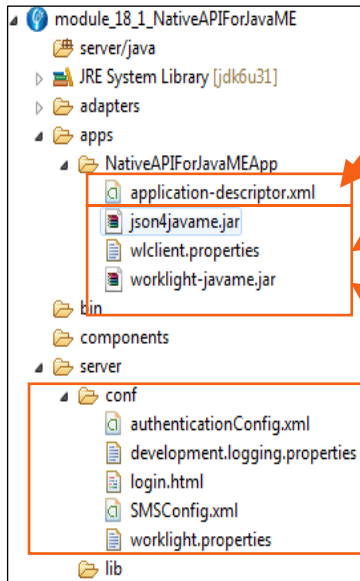 module_18_1_NativeAPIForJavaME
server/java
JRE System Library [jdk6u31]
adapters
apps
NativeAPIForJavaMEApp
application-descriptor.xml
json4javame.jar
wlclient.properties
worklight-javame.jar
bin
components
server
conf
authenticationConfig.xml
development.logging.properties
login.html
SMSConfig.xml
worklight.properties
lib